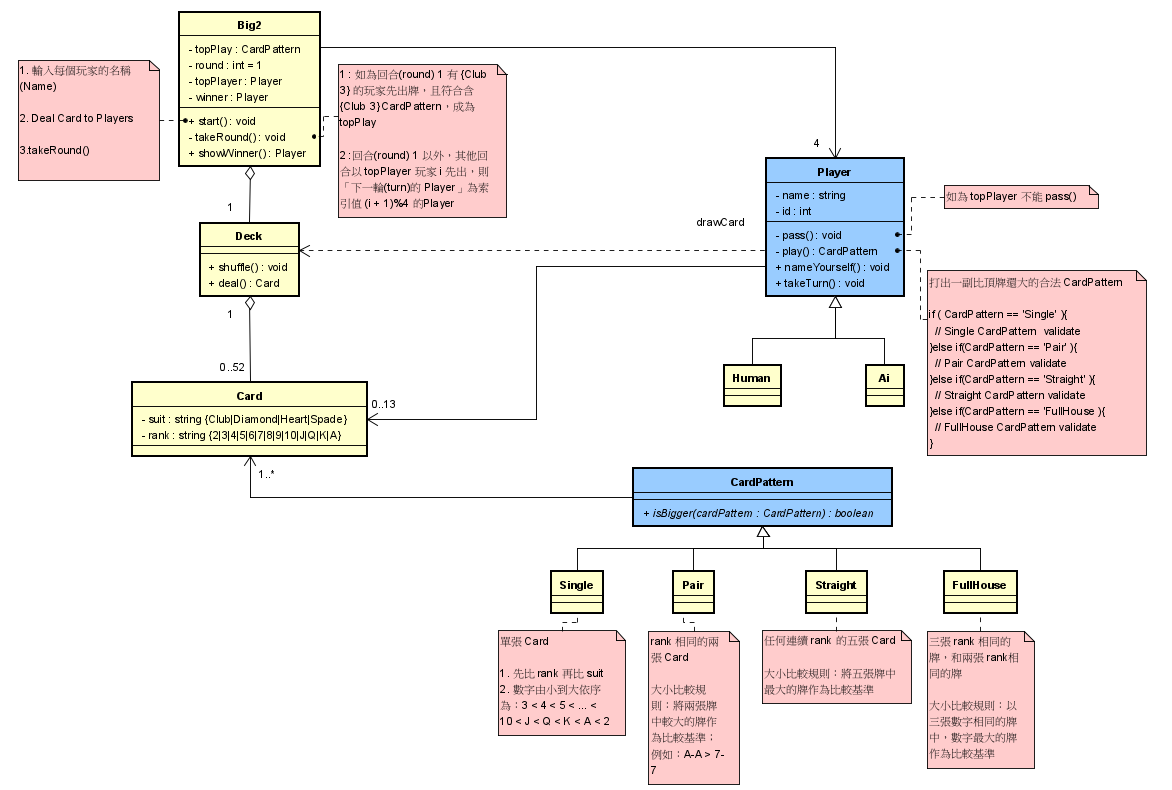 Big2
- topPlay : CardPattern
- round : int = 1
- topPlayer : Player
- winner : Player
+ start() : void
- takeRound() : void
+ showWinner() : Player
1. 輸入每個玩家的名稱
(Name)
2. Deal Card to Players
3.takeRound()
1 : 如為回合(round) 1 有 {Club
3} 的玩家先出牌，且符合含
{Club 3} CardPattern，成為
topPlay
2 : 回合(round) 1 以外，其他回
合以 topPlayer 玩家 i 先出，則
「下一輪(turn)的 Player」為索
引值 (i + 1)%4 的Player
4
Player
- name : string
- id : int
- pass() : void
- play() : CardPattern
+ nameYourself() : void
+ takeTurn() : void
如為 topPlayer 不能 pass()
drawCard
1
Deck
+ shuffle() : void
+ deal() : Card
1
0..52
打出一副比頂牌還大的合法 CardPattern
if ( CardPattern == 'Single' ){
// Single CardPattern validate
}else if(CardPattern == 'Pair' ){
// Pair CardPattern validate
}else if(CardPattern == 'Straight' ){
// Straight CardPattern validate
}else if(CardPattern == 'FullHouse ){
// FullHouse CardPattern validate
}
Human
Ai
Card
- suit : string {Club|Diamond|Heart|Spade}
- rank : string {2|3|4|5|6|7|8|9|10|J|Q|K|A}
0..13
1..*
CardPattern
+ isBigger(cardPattern : CardPattern) : boolean
Single
Pair
Straight
FullHouse
單張 Card
1. 先比 rank 再比 suit
2. 數字由小到大依序
為：3 < 4 < 5 < ... <
10 < J < Q < K < A < 2
rank 相同的兩
張 Card
大小比較規
則：將兩張牌
中較大的牌作
為比較基準；
例如：A-A > 7-
7
任何連續 rank 的五張 Card
大小比較規則：將五張牌中
最大的牌作為比較基準
三張 rank 相同的
牌，和兩張 rank相
同的牌
大小比較規則：以
三張數字相同的牌
中，數字最大的牌
作為比較基準